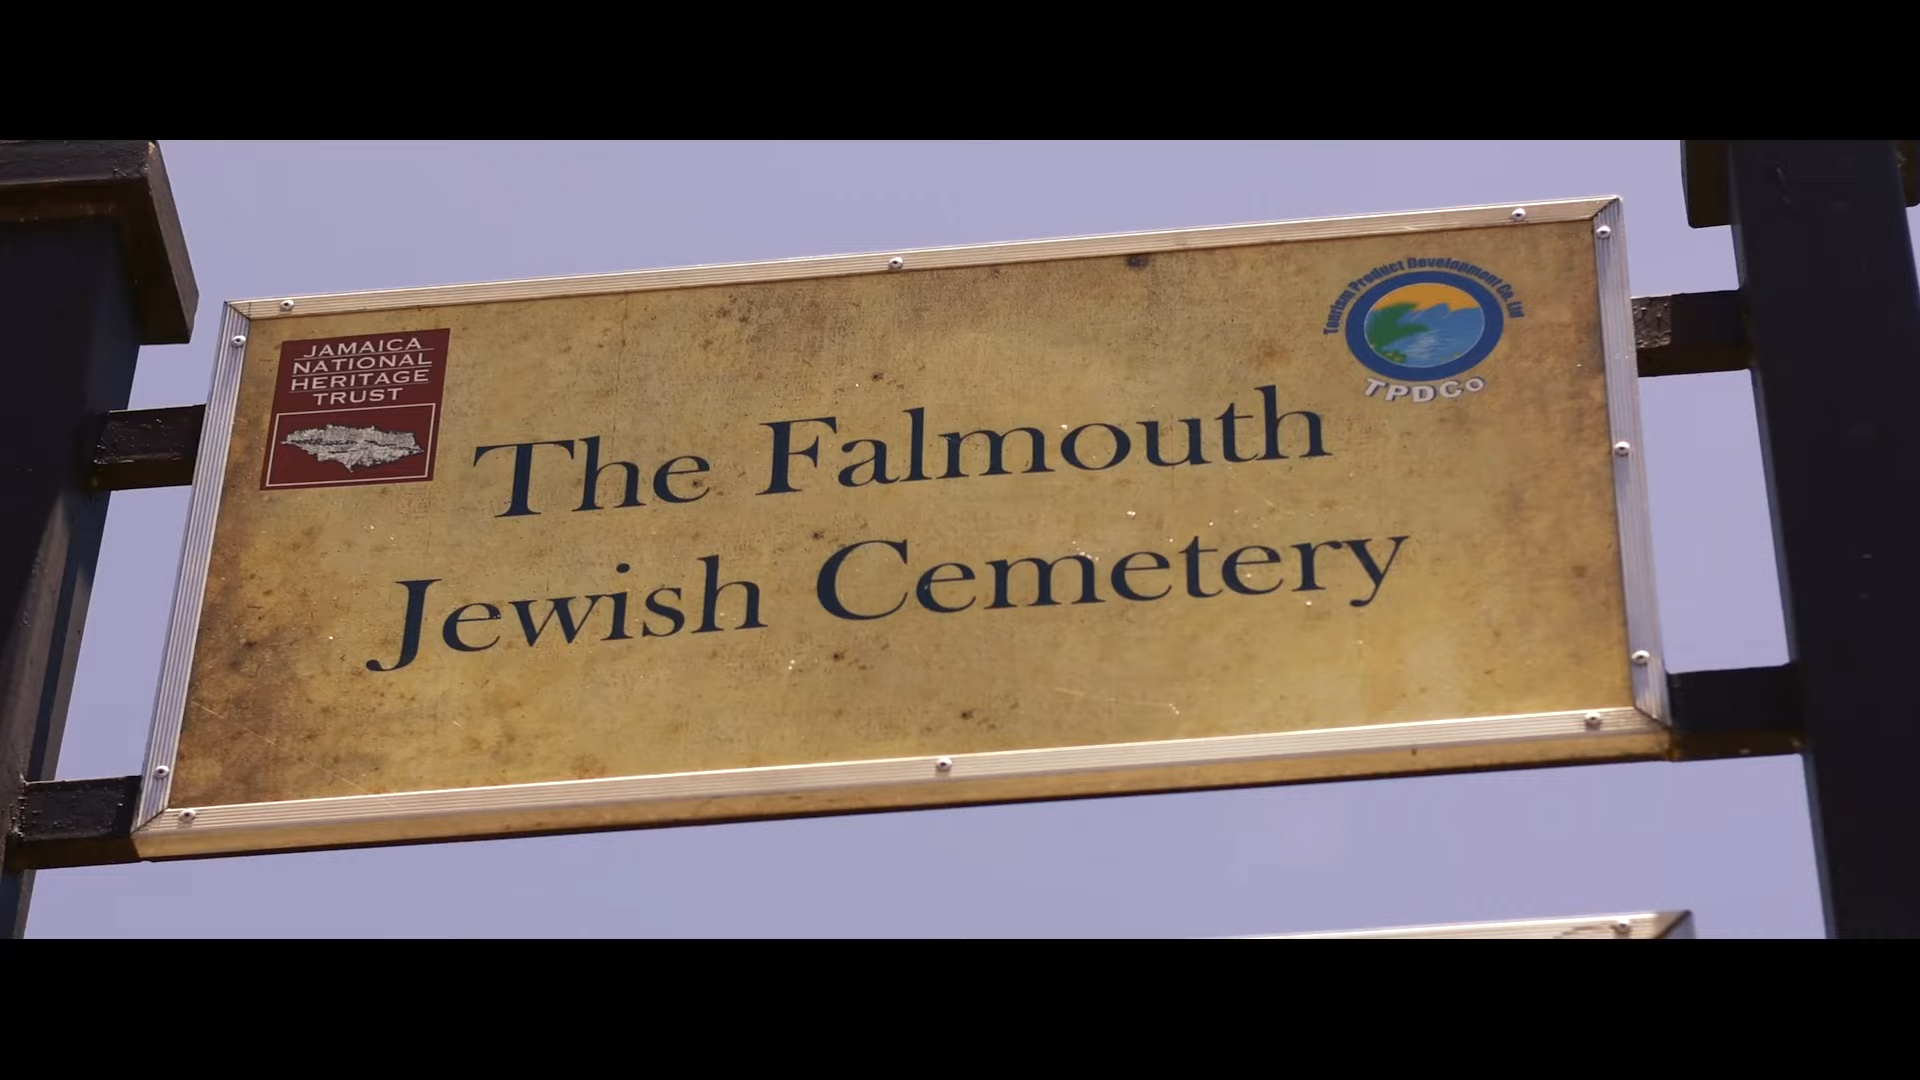 JAMAICA
NATIONAL
HERITAGE
TRUST
Tourism Product Development Co. Ltd
TPDCo
The Falmouth
Jewish Cemetery